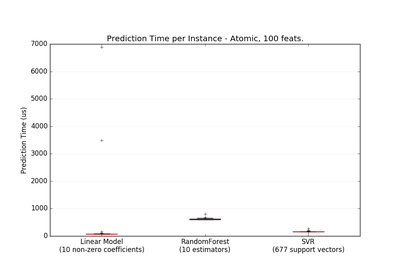 Prediction Time per Instance - Atomic, 100 feats.
7000
6000
5000
4000
3000
2000
1000
0
Prediction Time (us)
Linear Model
(10 non-zero coefficients)
RandomForest
(10 estimators)
SVR
(677 support vectors)